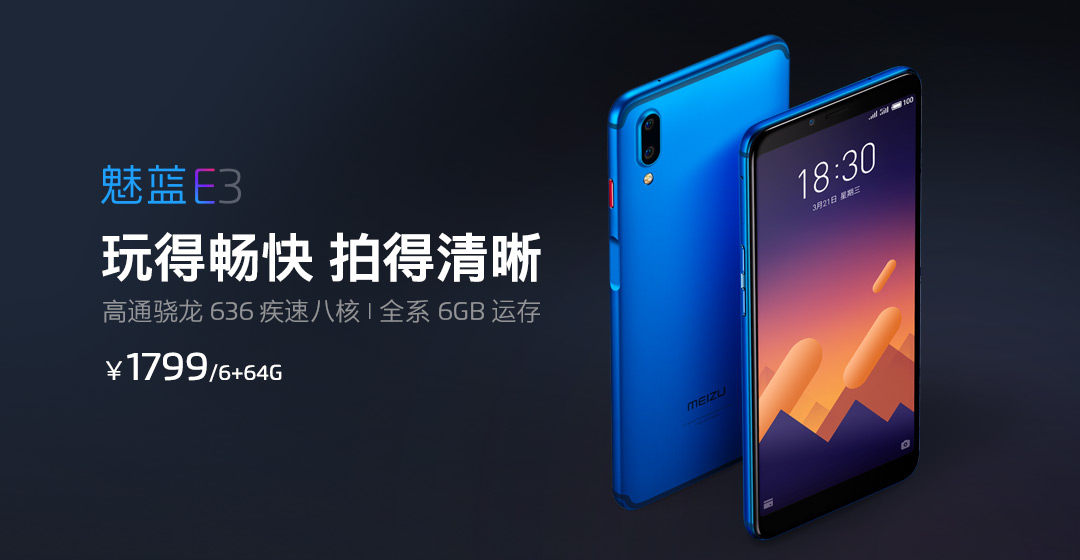 魅蓝 E3
玩得畅快 拍得清晰
高通骁龙 636 疾速八核 | 全系 6GB 运存
¥1799/6+64G
MEIZU
100
18:30
3月21日 星期三